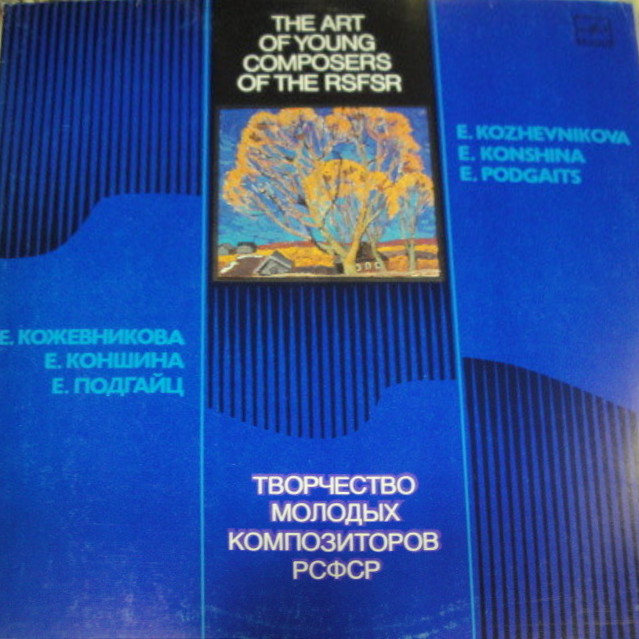 THE ART
OF YOUNG
COMPOSERS
OF THE RSFSR
E. KOZHEVNIKOVA
E. KONSHINA
E. PODGAITS
Е. КОЖЕВНИКОВА
Е. КОНШИНА
Е. ПОДГАЙЦ
ТВОРЧЕСТВО
МОЛОДЫХ
КОМПОЗИТОРОВ
РСФСР